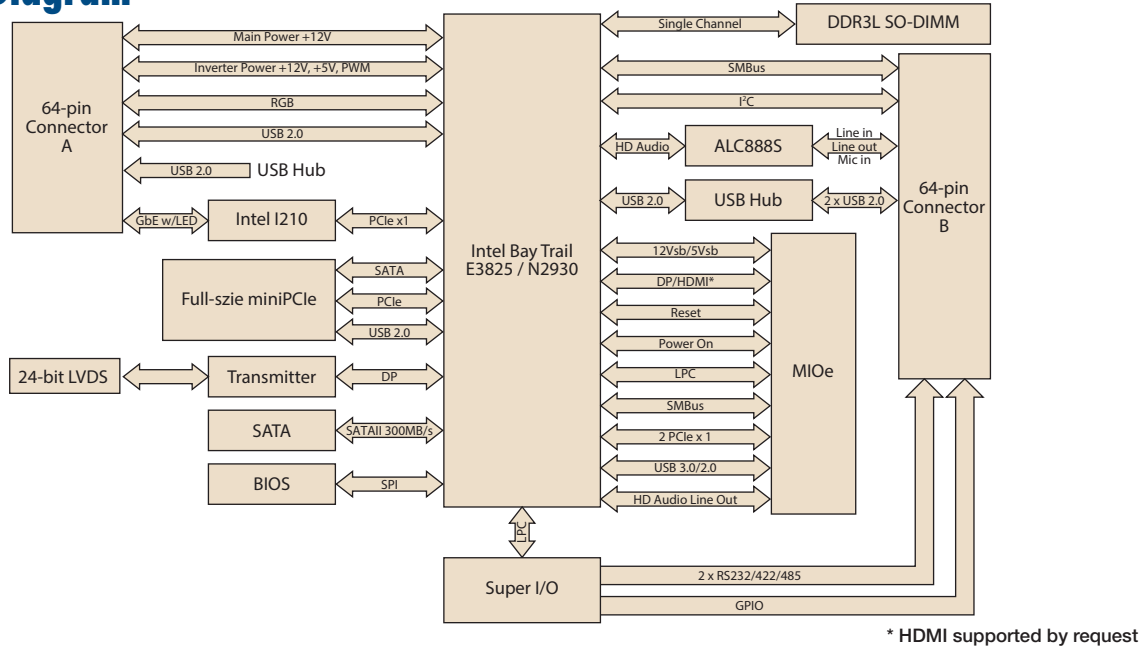 Diagram
64-pin
Connector
A
Main Power +12V
Inverter Power +12V, +5V, PWM
RGB
USB 2.0
USB 2.0
USB Hub
GbE w/LED
Intel I210
PCIe x1
Full-szie miniPCIe
SATA
PCIe
USB 2.0
24-bit LVDS
Transmitter
DP
SATA
SATAII 300MB/s
BIOS
SPI
Intel Bay Trail
E3825 / N2930
Single Channel
DDR3L SO-DIMM
SMBus
I²C
HD Audio
ALC888S
Line in
Line out
Mic in
USB 2.0
USB Hub
2 x USB 2.0
64-pin
Connector
B
12Vsb/5Vsb
DP/HDMI*
Reset
Power On
LPC
SMBus
2 PCIe x 1
USB 3.0/2.0
HD Audio Line Out
MIOe
LPC
Super I/O
2 x RS232/422/485
GPIO
* HDMI supported by request